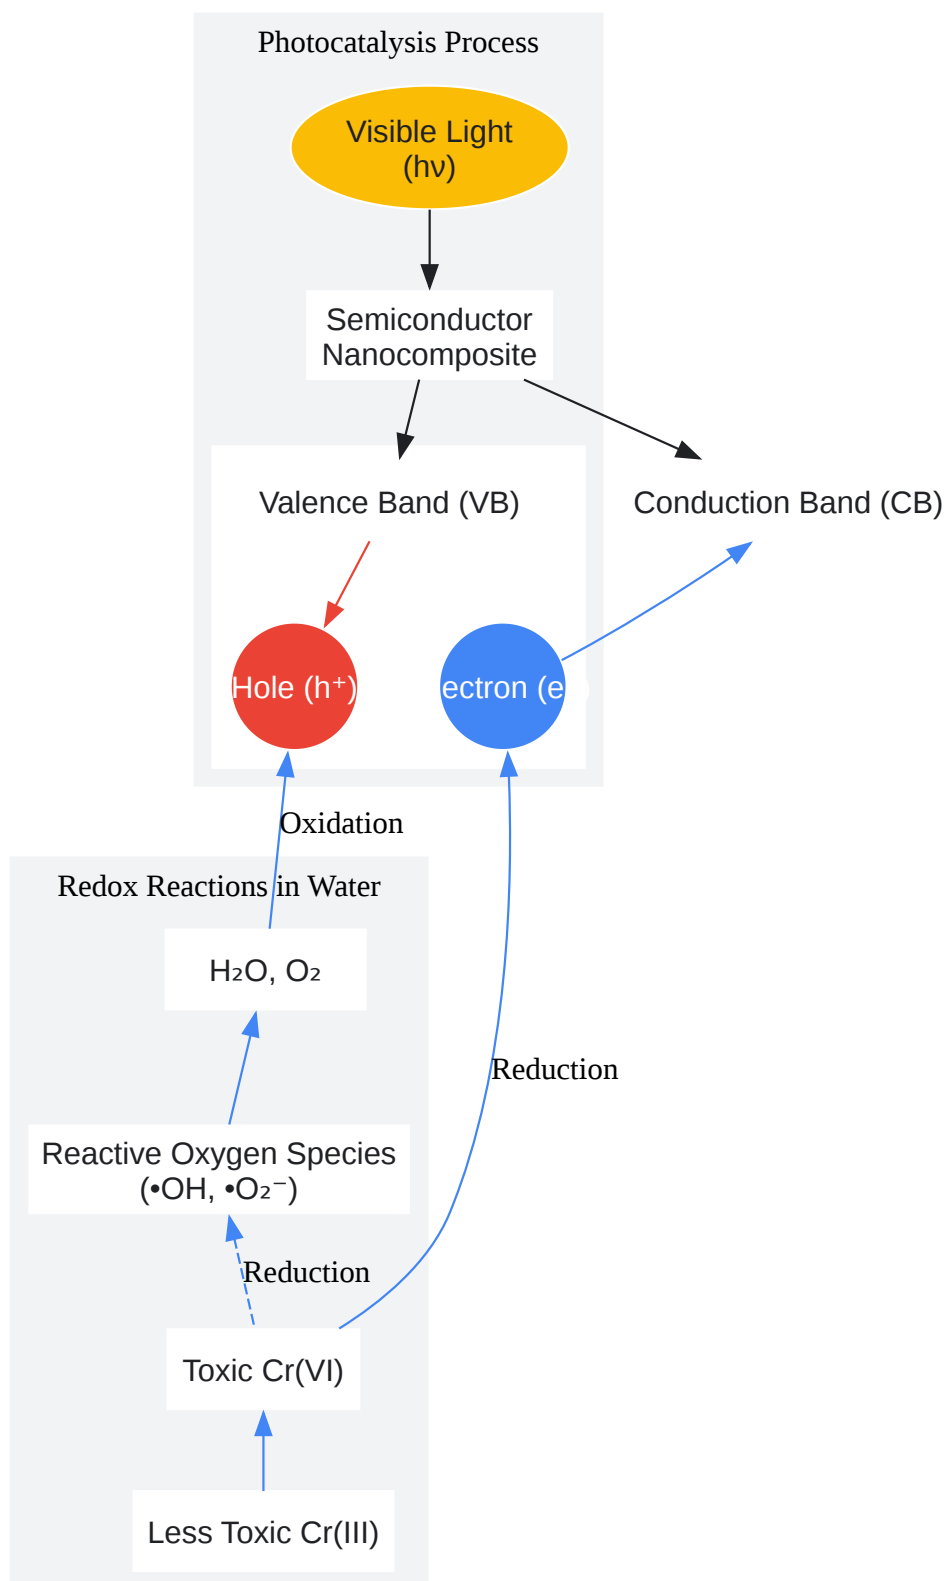 Photocatalysis Process
Visible Light
(hν)
Semiconductor
Nanocomposite
Valence Band (VB)
Conduction Band (CB)
Hole (h⁺)
ectron (e
Oxidation
Redox Reactions in Water
H₂O, O₂
Reduction
Reactive Oxygen Species
(•OH, •O₂⁻)
Reduction
Toxic Cr(VI)
Less Toxic Cr(III)